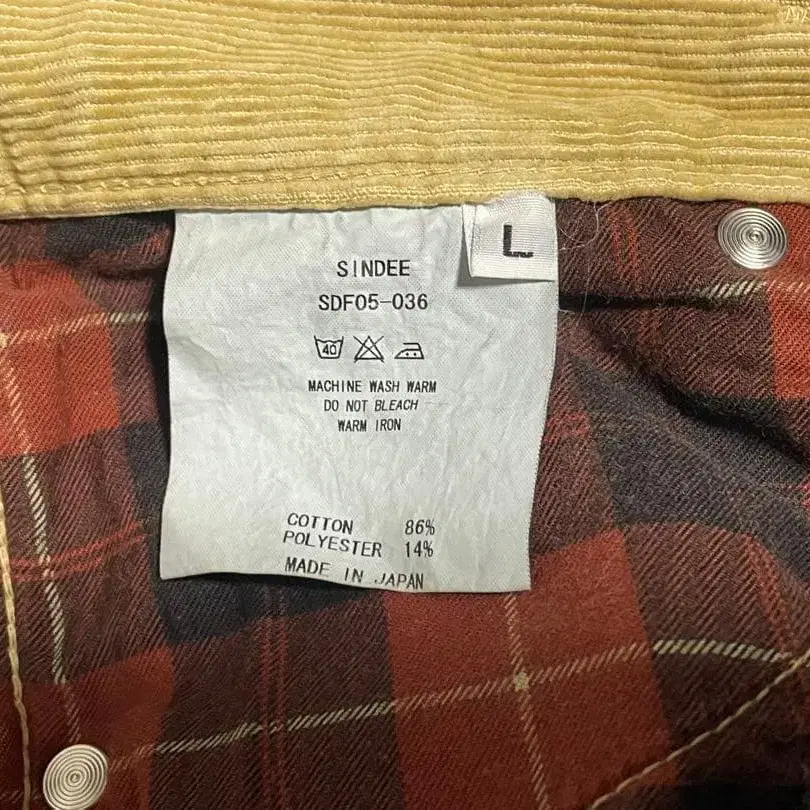 L
SINDEE
SDF05-036
40
MACHINE WASH WARM
DO NOT BLEACH
WARM IRON
COTTON 86%
POLYESTER 14%
MADE IN JAPAN